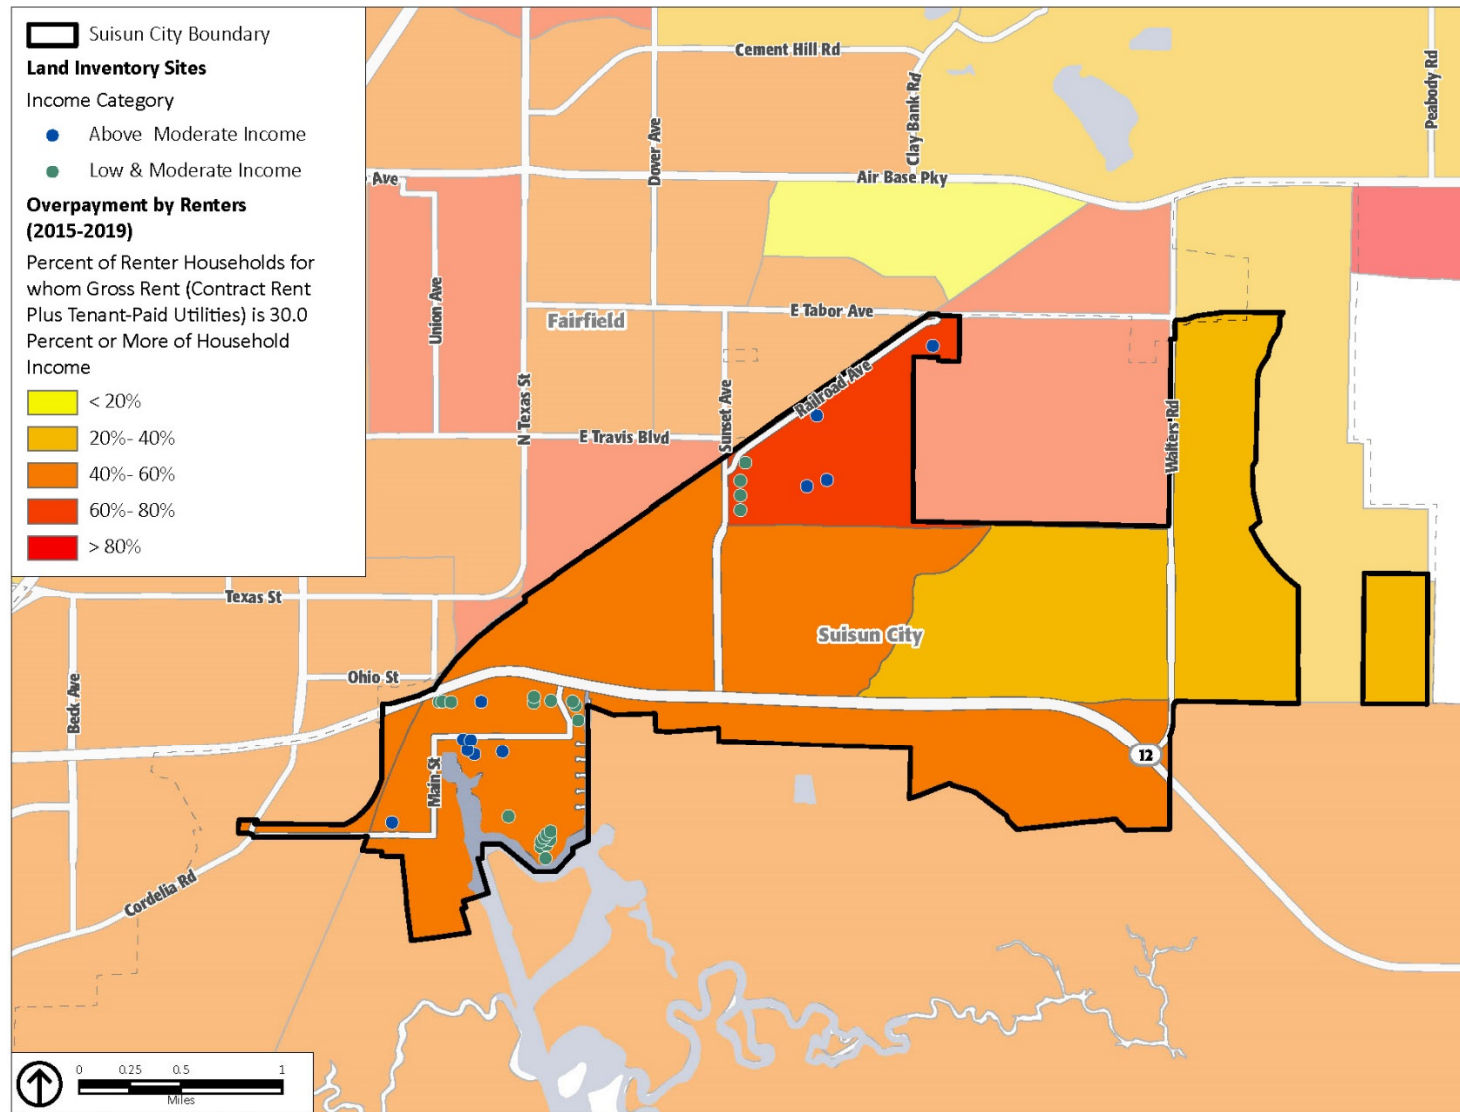 Suisun City Boundary
Land Inventory Sites
Income Category
Above Moderate Income
Low & Moderate Income
Overpayment by Renters
(2015-2019)
Percent of Renter Households for
whom Gross Rent (Contract Rent
Plus Tenant-Paid Utilities) is 30.0
Percent or More of Household
Income
< 20%
20%- 40%
40%- 60%
60%- 80%
> 80%
Cement Hill Rd
Clay Bank Rd
Peabody Rd
Dover Ave
Ave
Air Base Pky
Union Ave
N Texas St
Fairfield
E Tabor Ave
Railroad Ave
Sunset Ave
E Travis Blvd
Walters Rd
Texas St
Suisun City
Ohio St
Beck Ave
Main St
12
Cordelia Rd
0 0.25 0.5 1
Miles